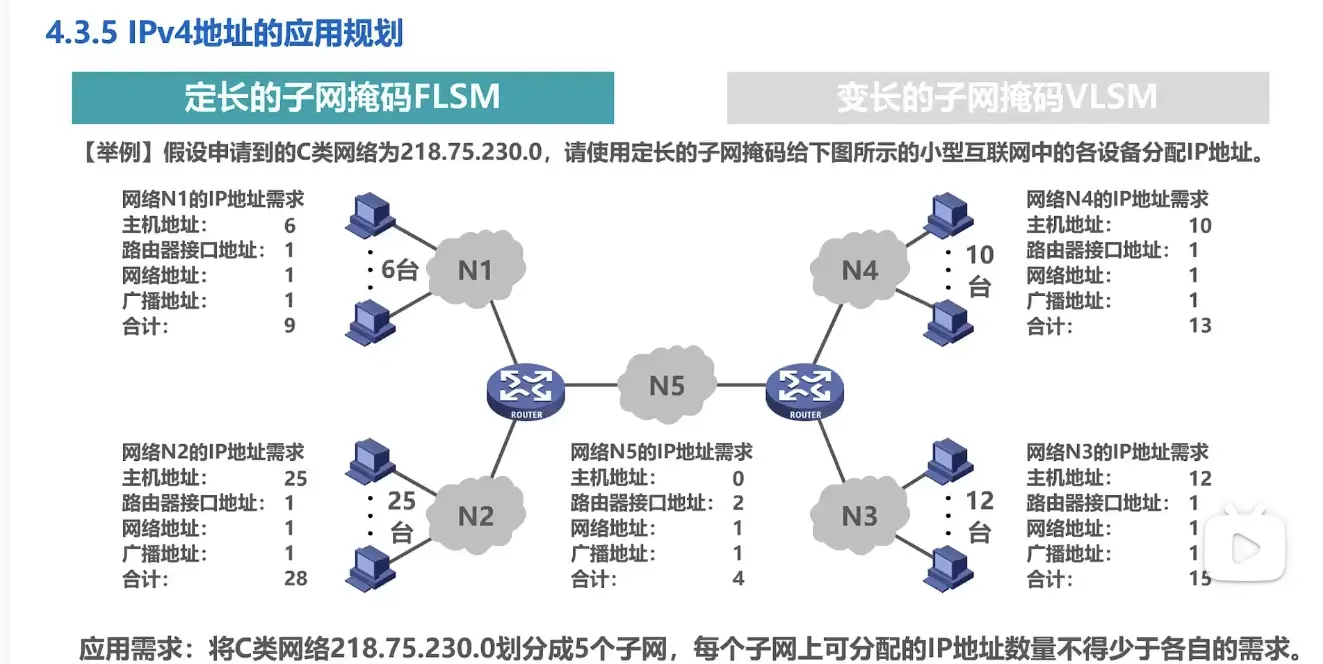 4.3.5 IPv4地址的应用规划
定长的子网掩码FLSM
变长的子网掩码VLSM
【举例】假设申请到的C类网络为218.75.230.0，请使用定长的子网掩码给下图所示的小型互联网中的各设备分配IP地址。
网络N1的IP地址需求
主机地址： 6
路由器接口地址： 1
网络地址： 1
广播地址： 1
合计： 9
6台
N1
N4
10
台
网络N4的IP地址需求
主机地址： 10
路由器接口地址： 1
网络地址： 1
广播地址： 1
合计： 13
ROUTER
N5
ROUTER
网络N2的IP地址需求
主机地址： 25
路由器接口地址： 1
网络地址： 1
广播地址： 1
合计： 28
25
台
N2
网络N5的IP地址需求
主机地址： 0
路由器接口地址： 2
网络地址： 1
广播地址： 1
合计： 4
N3
12
台
网络N3的IP地址需求
主机地址： 12
路由器接口地址： 1
网络地址： 1
广播地址： 1
合计： 15
应用需求：将C类网络218.75.230.0划分成5个子网，每个子网上可分配的IP地址数量不得少于各自的需求。